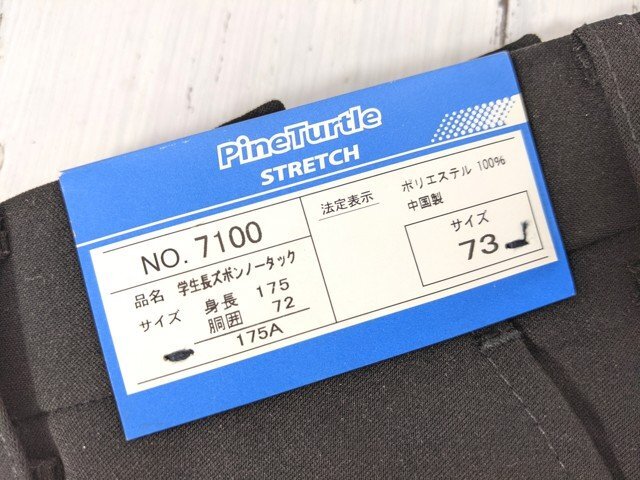 PineTurtle
STRETCH
NO. 7100
品名 学生長ズボンノータック
サイズ 身長 175
胴囲 72
175A
法定表示 ポリエステル 100%
中国製
サイズ
73